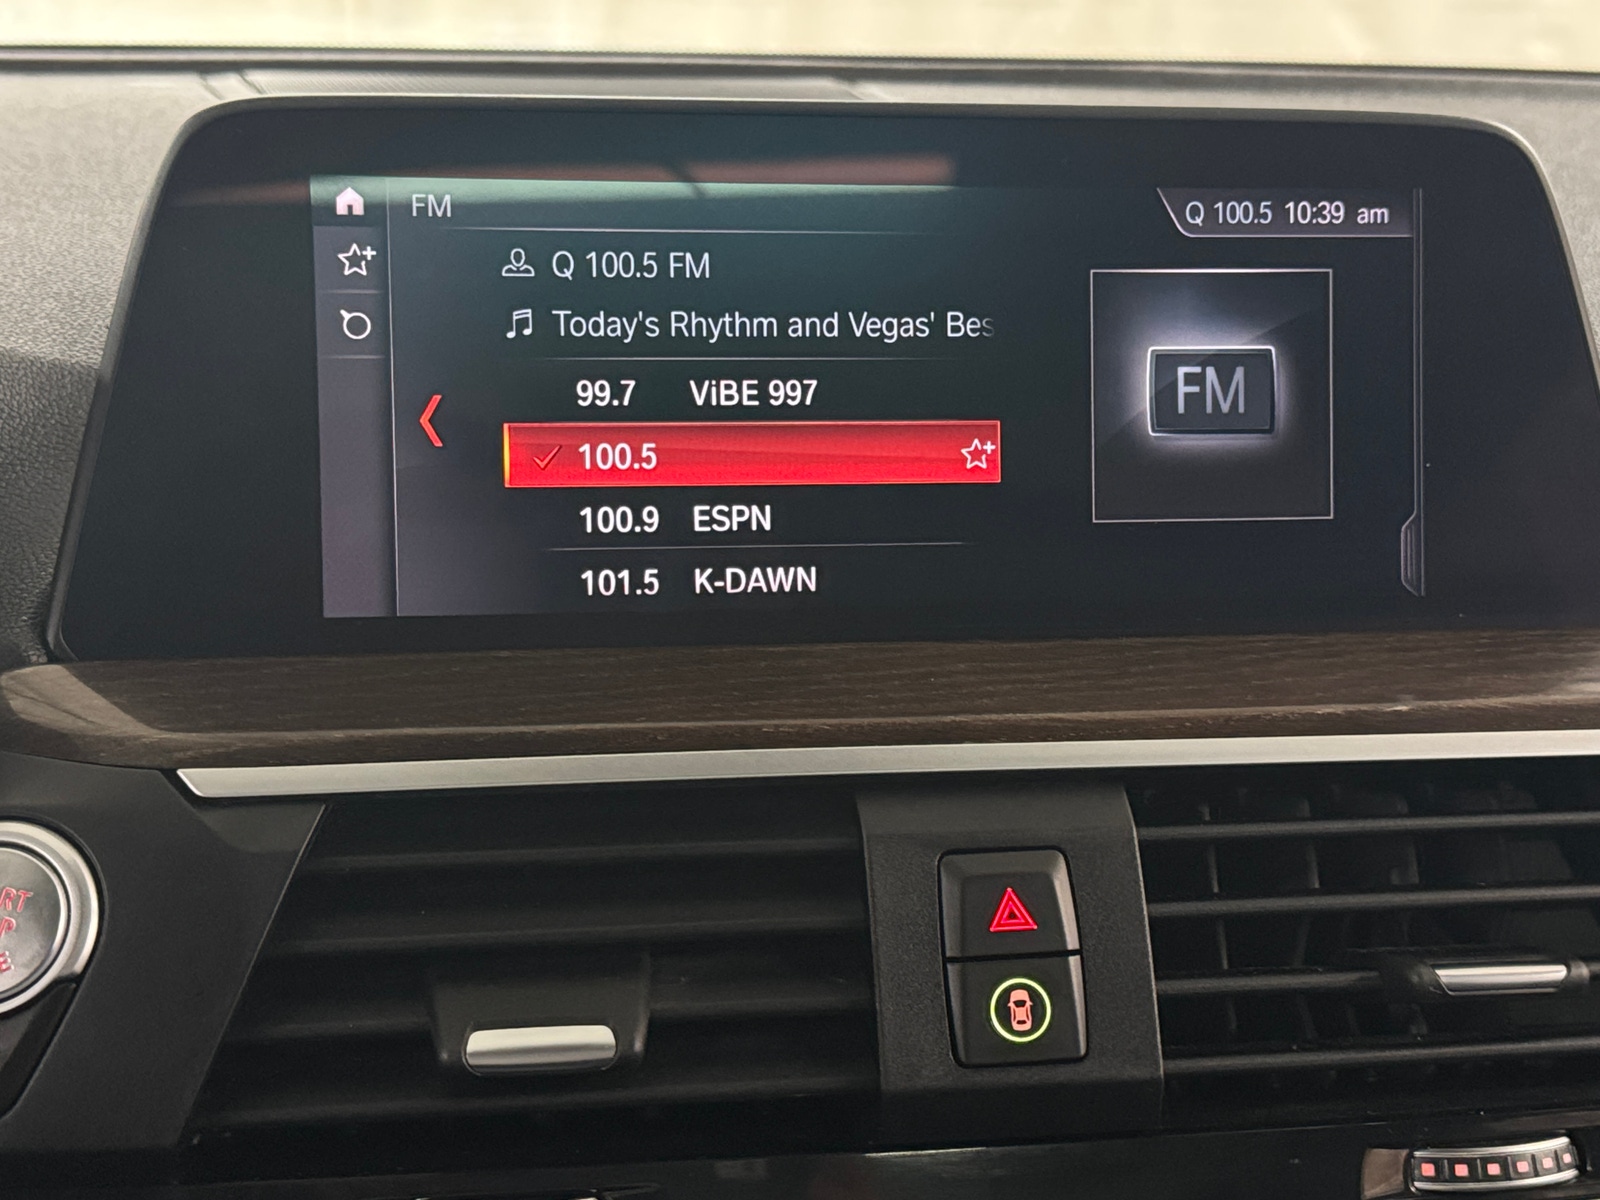 FM
Q 100.5 10:39 am
Q 100.5 FM
Today's Rhythm and Vegas' Bes
99.7 ViBE 997
100.5
100.9 ESPN
101.5 K-DAWN
FM